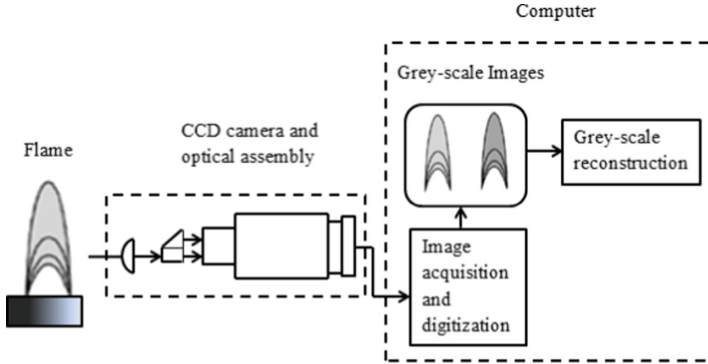 Computer
Grey-scale Images
CCD camera and
optical assembly
Flame
Grey-scale
reconstruction
Image
acquisition
and
digitization